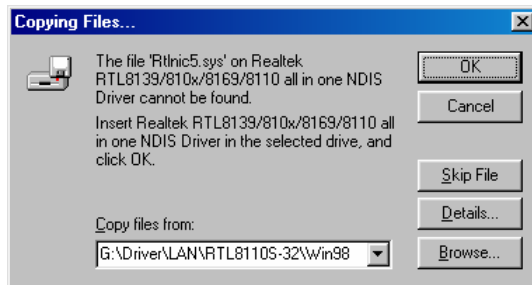 Copying Files...
The file 'Rtlnic5.sys' on Realtek
RTL8139/810x/8169/8110 all in one NDIS
Driver cannot be found.
Insert Realtek RTL8139/810x/8169/8110 all
in one NDIS Driver in the selected drive, and
click OK.
OK
Cancel
Skip File
Details...
Browse...
Copy files from:
G:\Driver\LAN\RTL8110S-32\Win98